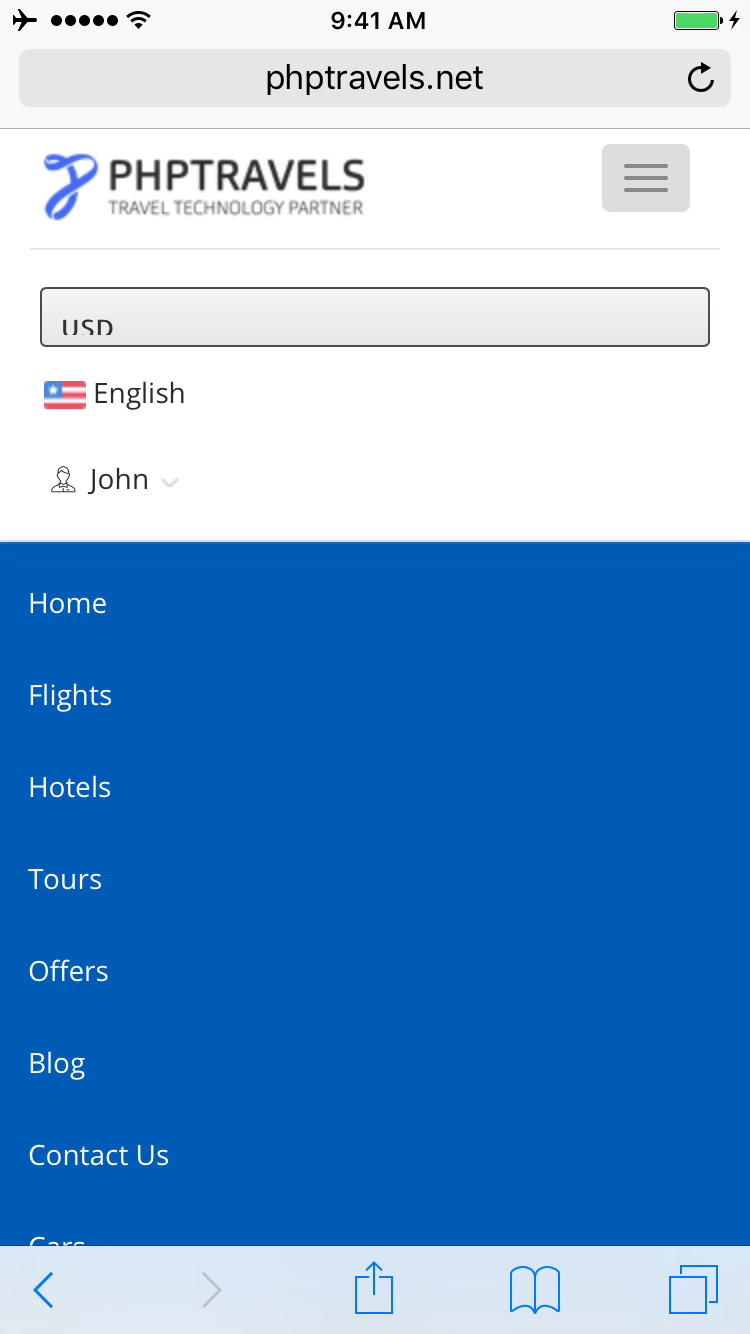 9:41 AM
phptravels.net
PHPTRAVELS
TRAVEL TECHNOLOGY PARTNER
USD
English
John
Home
Flights
Hotels
Tours
Offers
Blog
Contact Us
Cars